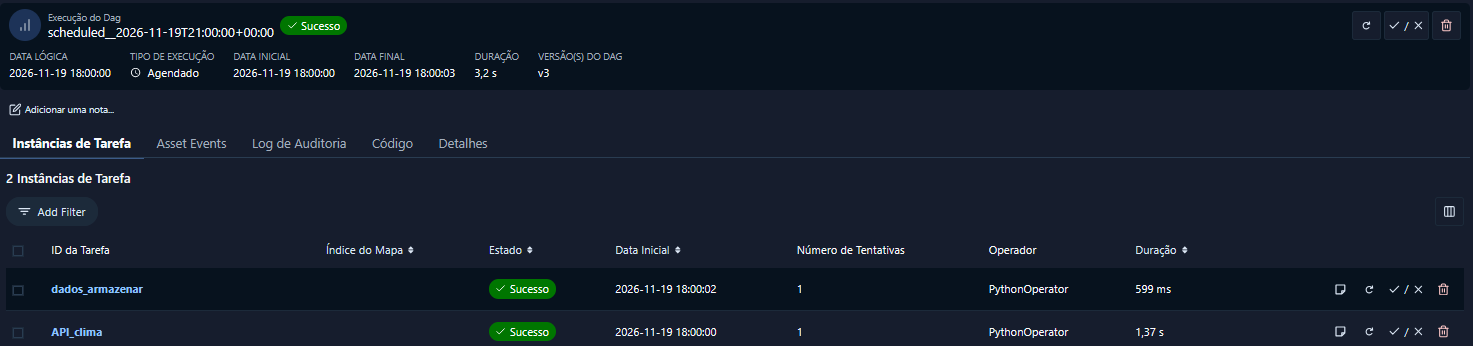 Execução do Dag
scheduled__2026-11-19T21:00:00+00:00 Sucesso
DATA LÓGICA TIPO DE EXECUÇÃO DATA INICIAL DATA FINAL DURAÇÃO VERSÃO(S) DO DAG
2026-11-19 18:00:00 Agendado 2026-11-19 18:00:00 2026-11-19 18:00:03 3,2 s v3
Adicionar uma nota...
Instâncias de Tarefa Asset Events Log de Auditoria Código Detalhes
2 Instâncias de Tarefa
Add Filter
ID da Tarefa Índice do Mapa Estado Data Inicial Número de Tentativas Operador Duração
dados_armazenar Sucesso 2026-11-19 18:00:02 1 PythonOperator 599 ms
API_clima Sucesso 2026-11-19 18:00:00 1 PythonOperator 1,37 s